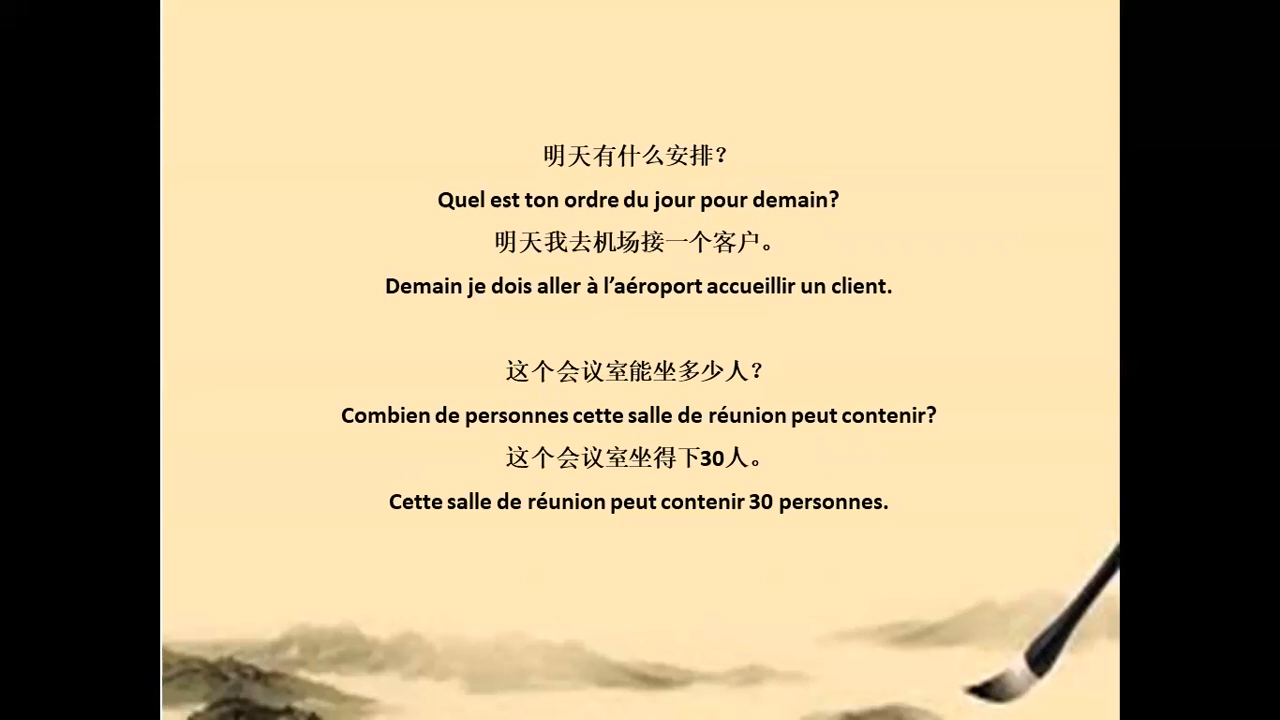 明天有什么安排？
Quel est ton ordre du jour pour demain?
明天我去机场接一个客户。
Demain je dois aller à l’aéroport accueillir un client.
这个会议室能坐多少人？
Combien de personnes cette salle de réunion peut contenir?
这个会议室坐得下30人。
Cette salle de réunion peut contenir 30 personnes.